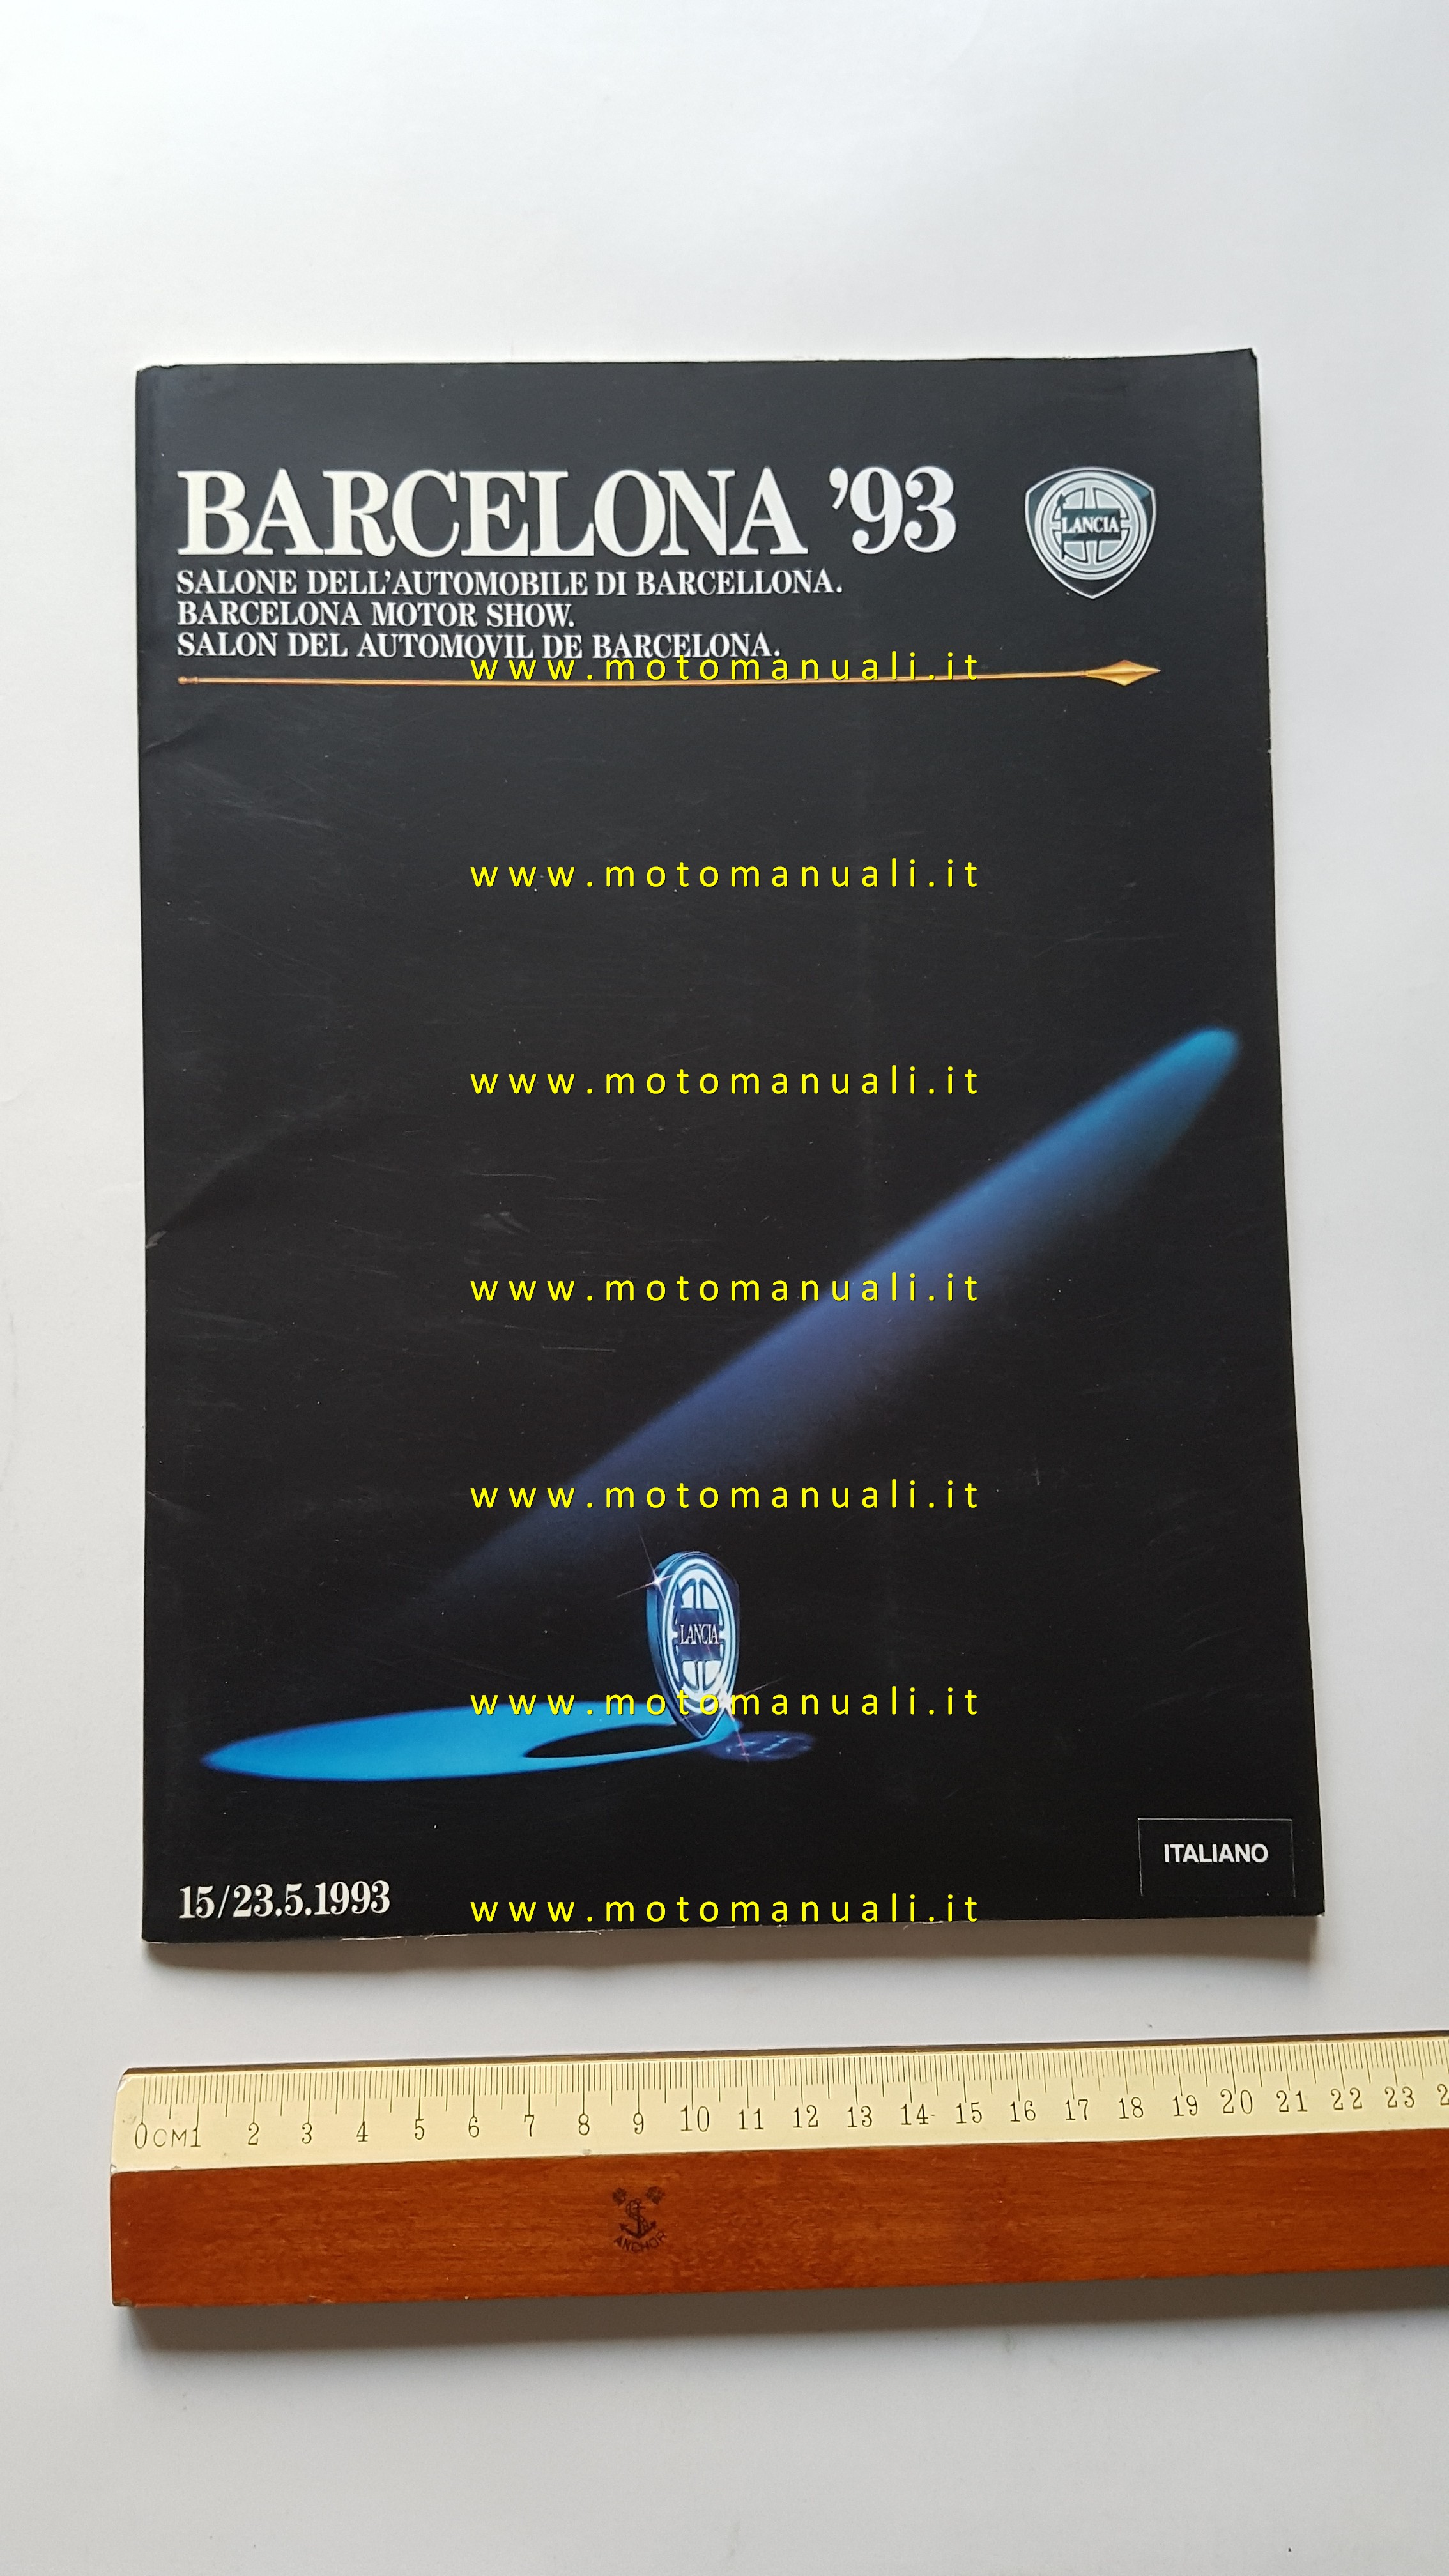 BARCELONA ’93
LANCIA
SALONE DELL’AUTOMOBILE DI BARCELLONA.
BARCELONA MOTOR SHOW.
SALON DEL AUTOMOVIL DE BARCELONA.
www.motomanuali.it
www.motomanuali.it
www.motomanuali.it
www.motomanuali.it
www.motomanuali.it
LANCIA
www.motomanuali.it
ITALIANO
15/23.5.1993
www.motomanuali.it
0CM1 2 3 4 5 6 7 8 9 10 11 12 13 14 15 16 17 18 19 20 21 22 23 2
ANCHOR